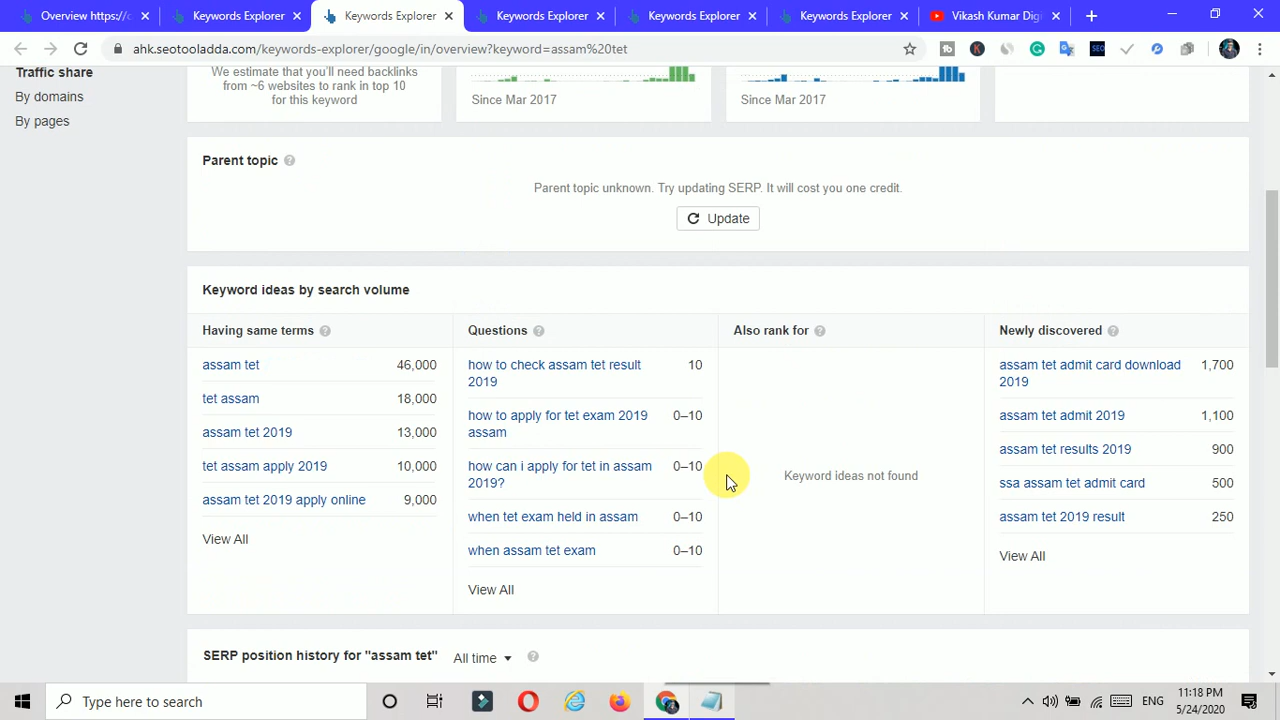 Overview https://c
Keywords Explorer
Keywords Explorer
Keywords Explorer
Keywords Explorer
Keywords Explorer
Vikash Kumar Digi
ahk.seotooladda.com/keywords-explorer/google/in/overview?keyword=assam%20tet
Traffic share
By domains
By pages
We estimate that you'll need backlinks
from ~6 websites to rank in top 10
for this keyword
Since Mar 2017
Since Mar 2017
Parent topic
Parent topic unknown. Try updating SERP. It will cost you one credit.
Update
Keyword ideas by search volume
Having same terms
assam tet 46,000
tet assam 18,000
assam tet 2019 13,000
tet assam apply 2019 10,000
assam tet 2019 apply online 9,000
View All
Questions
how to check assam tet result 10
2019
how to apply for tet exam 2019 0–10
assam
how can i apply for tet in assam 0–10
2019?
when tet exam held in assam 0–10
when assam tet exam 0–10
View All
Also rank for
Keyword ideas not found
Newly discovered
assam tet admit card download 1,700
2019
assam tet admit 2019 1,100
assam tet results 2019 900
ssa assam tet admit card 500
assam tet 2019 result 250
View All
SERP position history for "assam tet" All time
Type here to search
ENG
11:18 PM
5/24/2020